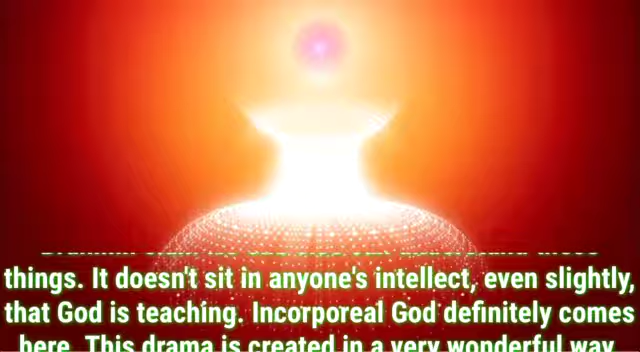 things. It doesn't sit in anyone's intellect, even slightly,
that God is teaching. Incorporeal God definitely comes
here. This drama is created in a very wonderful way.